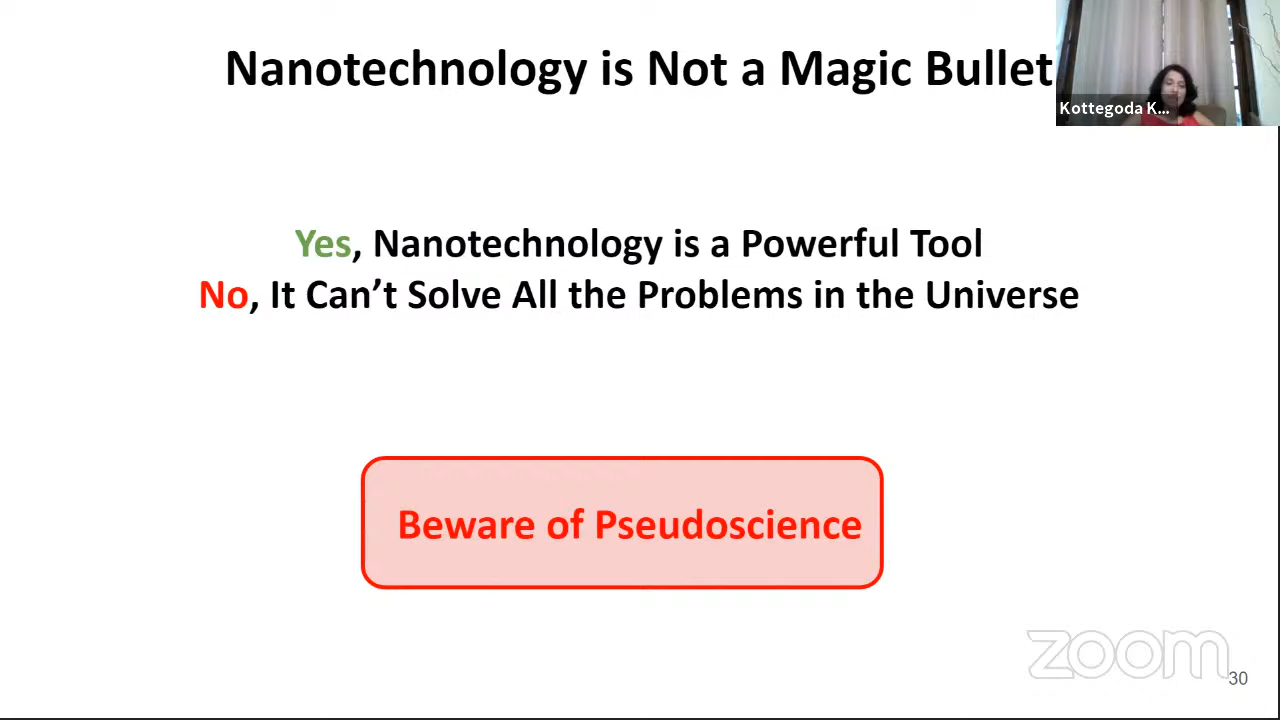 Nanotechnology is Not a Magic Bullet
Kottegoda K...
Yes, Nanotechnology is a Powerful Tool
No, It Can’t Solve All the Problems in the Universe
Beware of Pseudoscience
zoom
30